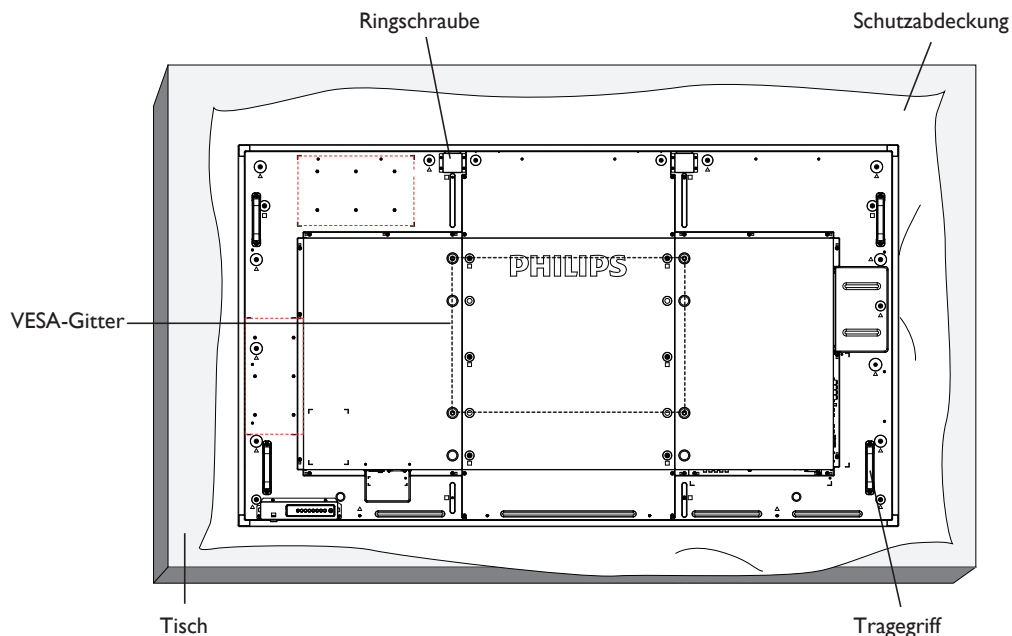 Ringschraube
Schutzabdeckung
PHILIPS
VESA-Gitter
Tisch
Tragegriff